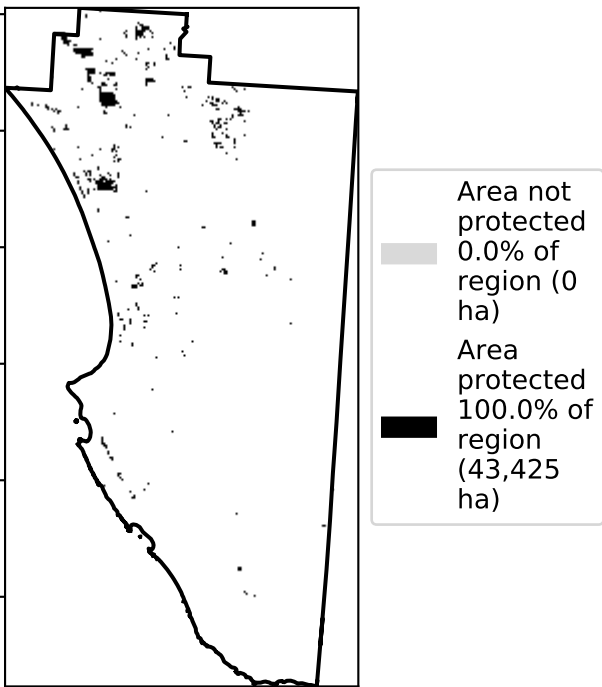 Area not
protected
0.0% of
region (0
ha)
Area
protected
100.0% of
region
(43,425
ha)